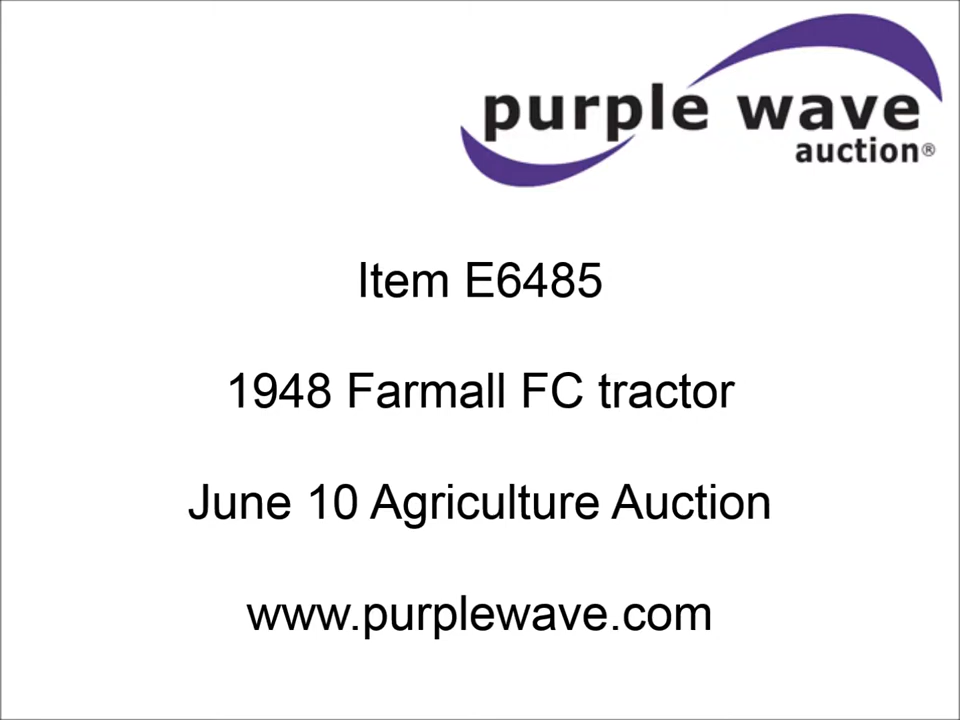 purple wave
auction®
Item E6485
1948 Farmall FC tractor
June 10 Agriculture Auction
www.purplewave.com